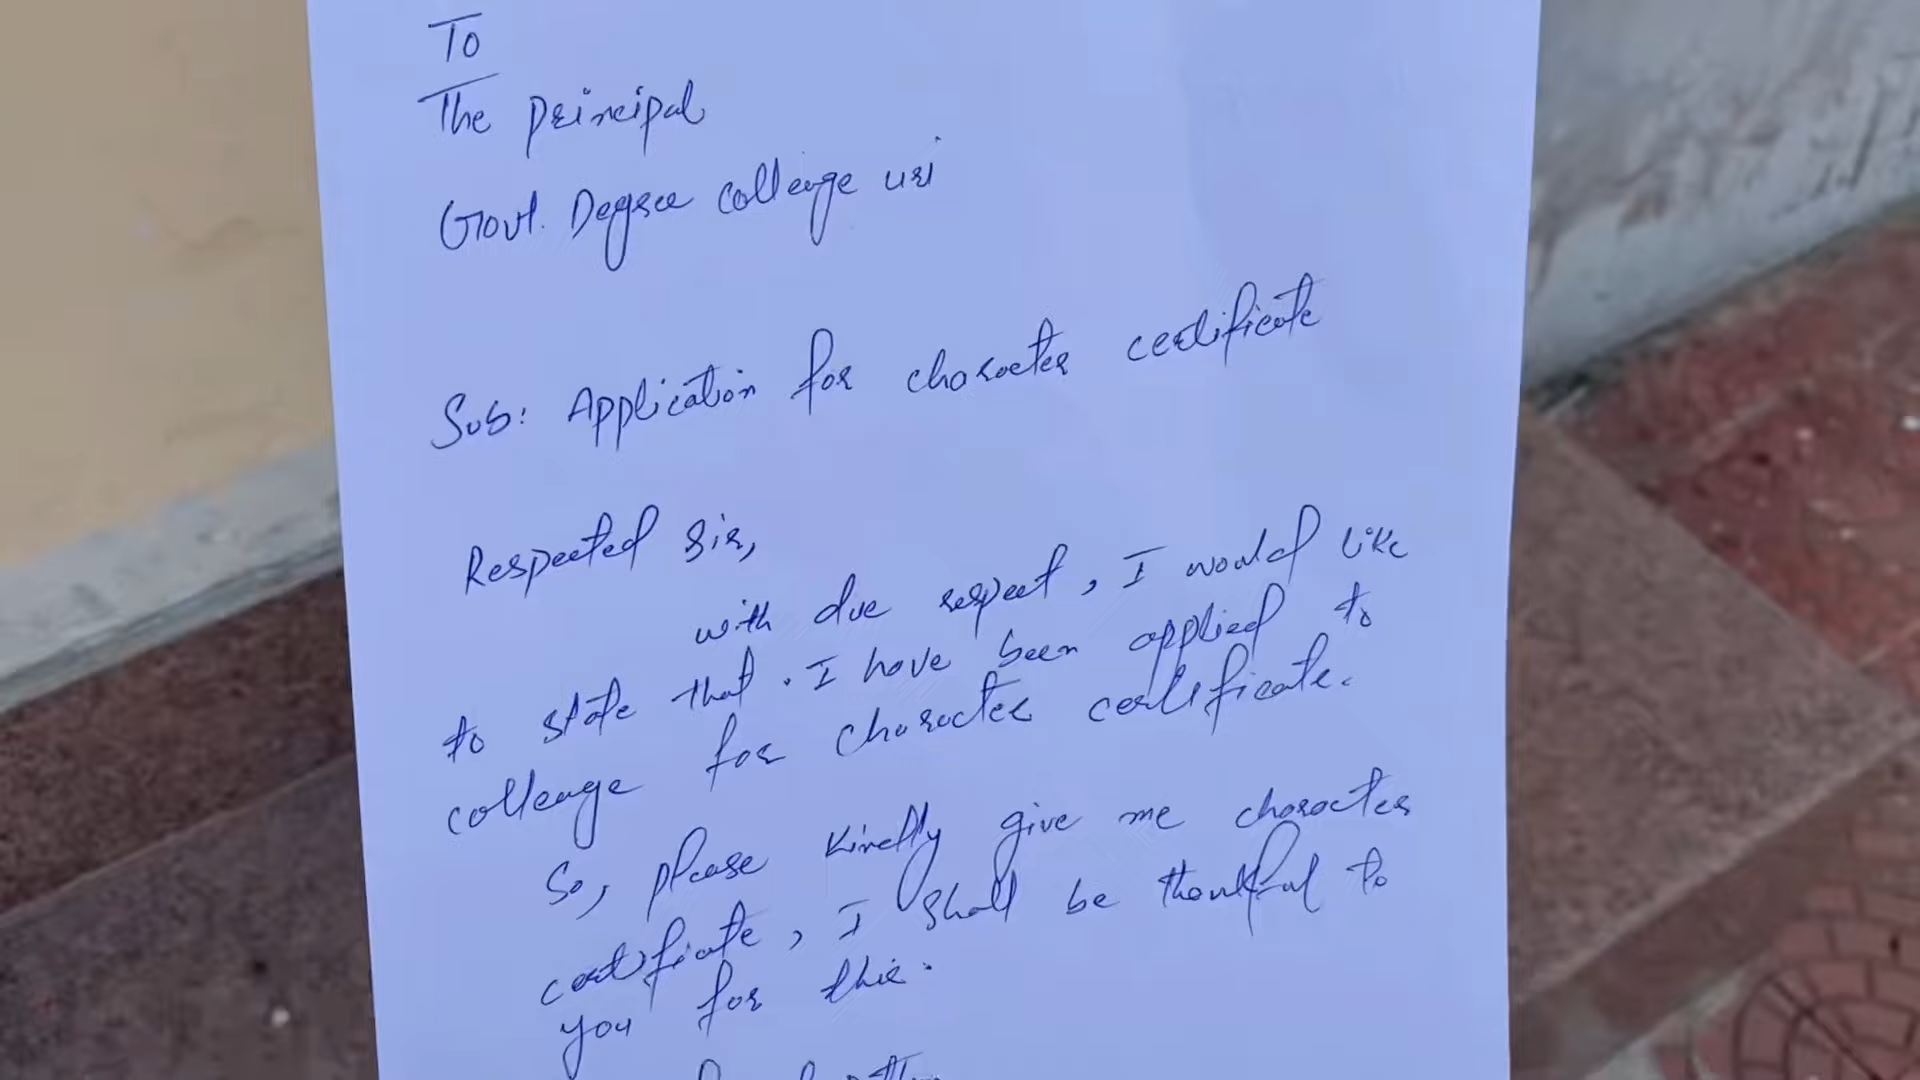 To
The principal
Govt. Degree colleage uri
Sub: Application for character certificate
Respected Sir,
with due respect, I would like
to state that. I have been applied to
colleage for character certificate.
So, please kindly give me character
certificate, I shall be thankful to
you for this.